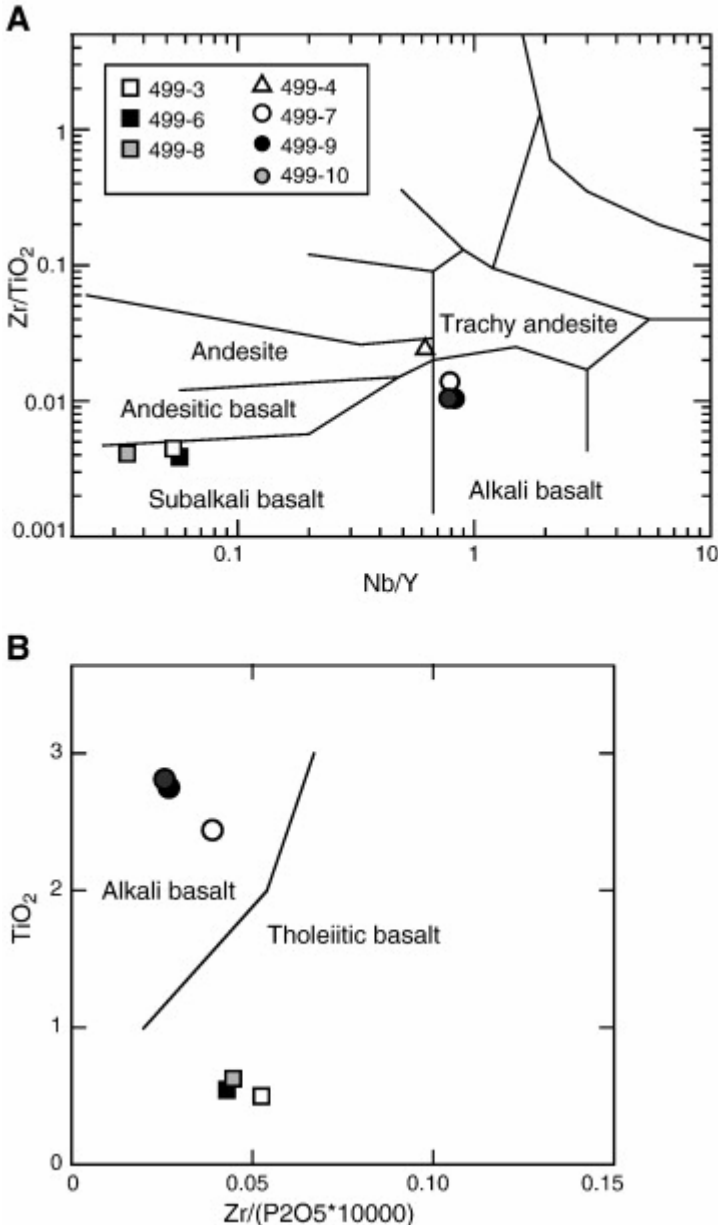 A
499-3
499-6
499-8
499-4
499-7
499-9
499-10
1
0.1
0.01
0.001
Zr/TiO2
Trachy andesite
Andesite
Andesitic basalt
Subalkali basalt
Alkali basalt
0.1
1
10
Nb/Y
B
3
2
1
0
TiO2
Alkali basalt
Tholeiitic basalt
0
0.05
0.10
0.15
Zr/(P2O5*10000)